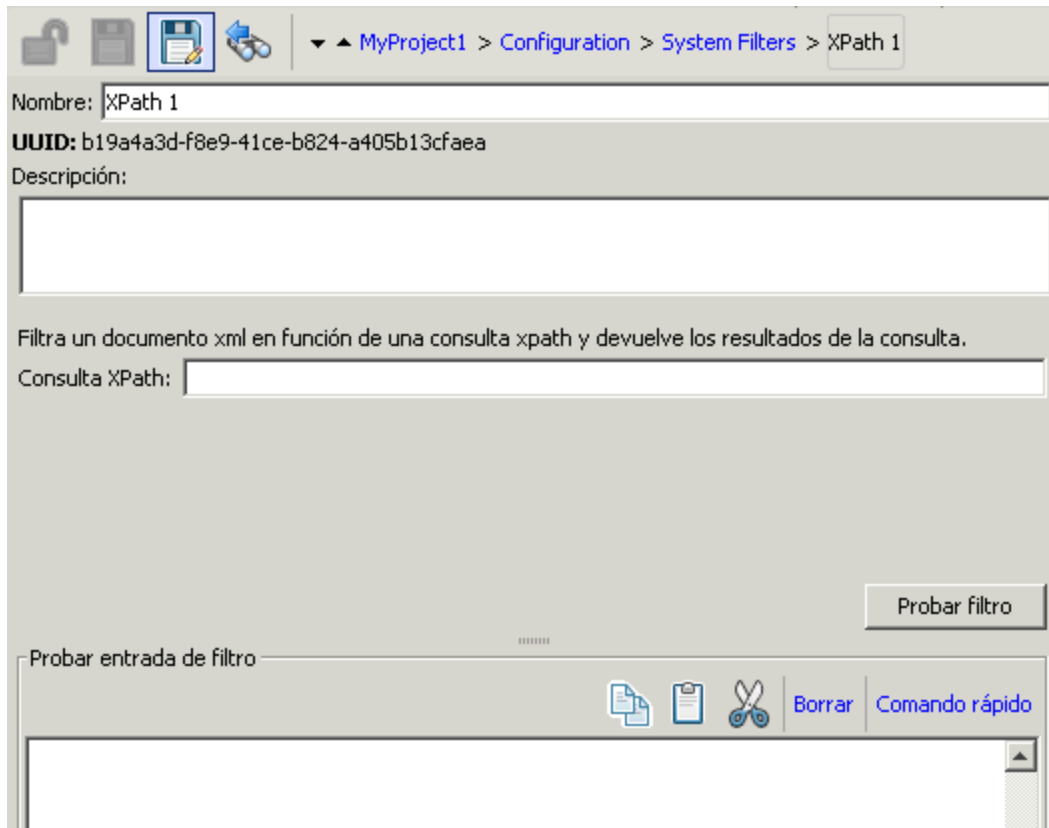 MyProject1 > Configuration > System Filters > XPath 1
Nombre: XPath 1
UUID: b19a4a3d-f8e9-41ce-b824-a405b13cfaea
Descripción:
Filtra un documento xml en función de una consulta xpath y devuelve los resultados de la consulta.
Consulta XPath:
Probar filtro
Probar entrada de filtro
Borrar Comando rápido